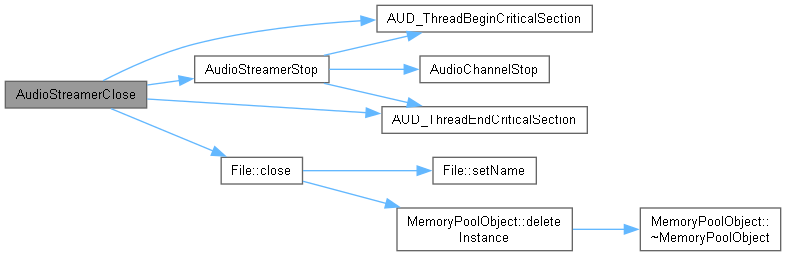 AUD_ThreadBeginCriticalSection
AudioStreamerStop
AudioChannelStop
AudioStreamerClose
AUD_ThreadEndCriticalSection
File::close
File::setName
MemoryPoolObject::delete
Instance
MemoryPoolObject::
~MemoryPoolObject